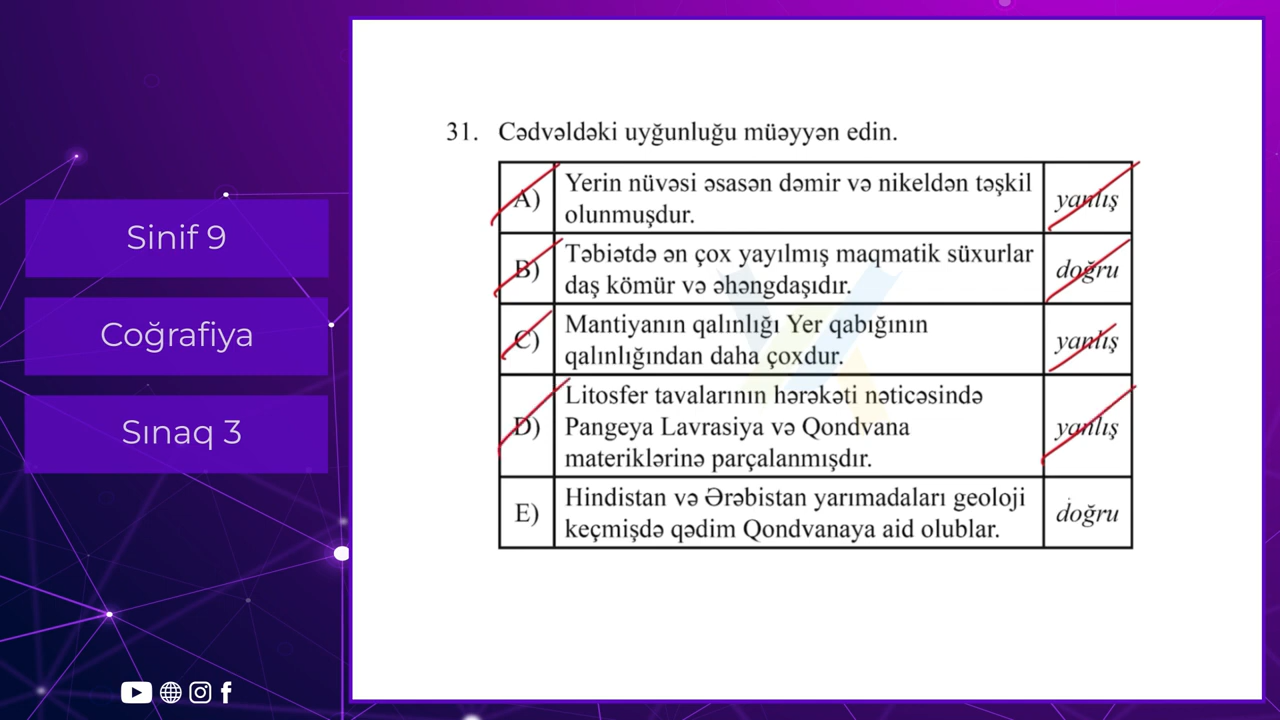 Sinif 9
Coğrafiya
Sınaq 3
31. Cədvəldəki uyğunluğu müəyyən edin.
A) Yerin nüvəsi əsasən dəmir və nikeldən təşkil olunmuşdur. yanlış
B) Təbiətdə ən çox yayılmış maqmatik süxurlar daş kömür və əhəngdaşıdır. doğru
C) Mantiyanın qalınlığı Yer qabığının qalınlığından daha çoxdur. yanlış
D) Litosfer tavalarının hərəkəti nəticəsində Pangeya Lavrasiya və Qondvana materiklərinə parçalanmışdır. yanlış
E) Hindistan və Ərəbistan yarımadaları geoloji keçmişdə qədim Qondvanaya aid olublar. doğru